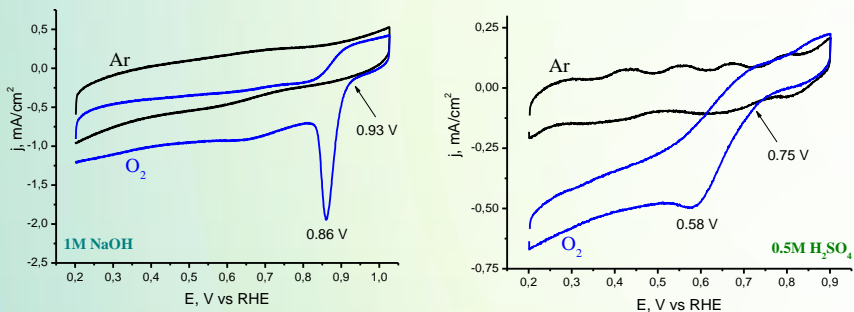 0,5
0,0
-0,5
-1,0
-1,5
-2,0
-2,5
j, mA/cm²
Ar
O₂
0.93 V
0.86 V
1M NaOH
0,2 0,3 0,4 0,5 0,6 0,7 0,8 0,9 1,0
E, V vs RHE
0,25
0,00
-0,25
-0,50
-0,75
j, mA/cm²
Ar
O₂
0.75 V
0.58 V
0.5M H₂SO₄
0,2 0,3 0,4 0,5 0,6 0,7 0,8 0,9
E, V vs RHE